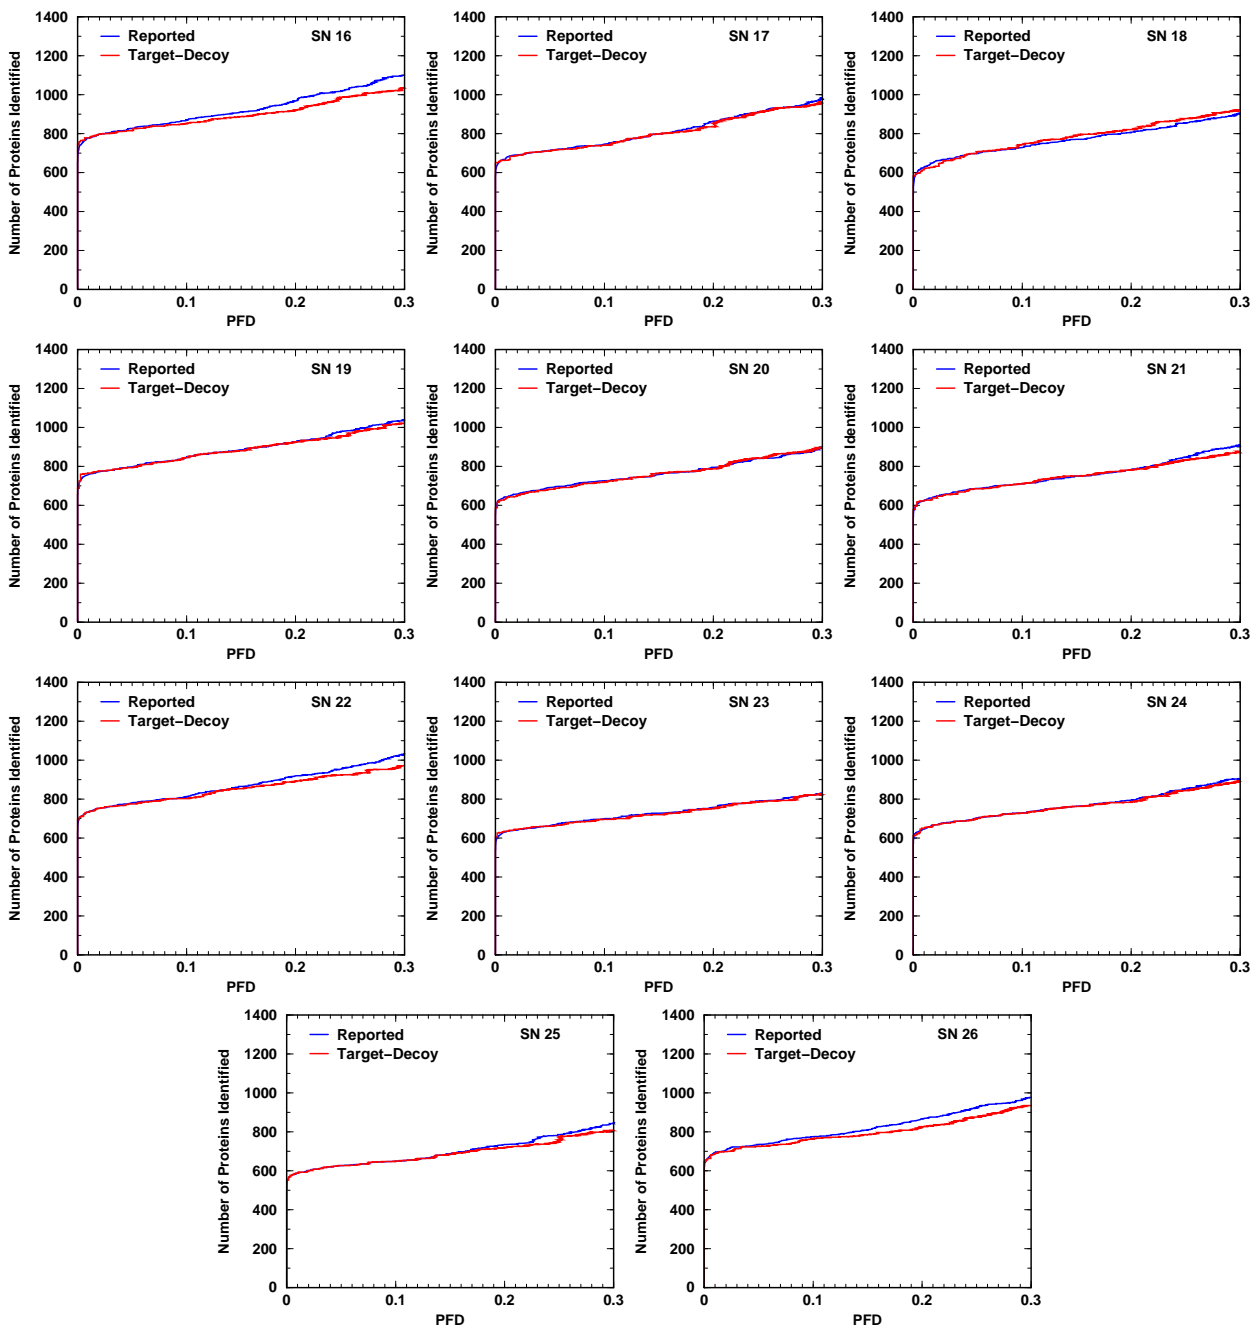 1400
1200
1000
800
600
400
200
0
Number of Proteins Identified
Reported
Target-Decoy
SN 16
0 0.1 0.2 0.3
PFD
1400
1200
1000
800
600
400
200
0
Number of Proteins Identified
Reported
Target-Decoy
SN 17
0 0.1 0.2 0.3
PFD
1400
1200
1000
800
600
400
200
0
Number of Proteins Identified
Reported
Target-Decoy
SN 18
0 0.1 0.2 0.3
PFD
1400
1200
1000
800
600
400
200
0
Number of Proteins Identified
Reported
Target-Decoy
SN 19
0 0.1 0.2 0.3
PFD
1400
1200
1000
800
600
400
200
0
Number of Proteins Identified
Reported
Target-Decoy
SN 20
0 0.1 0.2 0.3
PFD
1400
1200
1000
800
600
400
200
0
Number of Proteins Identified
Reported
Target-Decoy
SN 21
0 0.1 0.2 0.3
PFD
1400
1200
1000
800
600
400
200
0
Number of Proteins Identified
Reported
Target-Decoy
SN 22
0 0.1 0.2 0.3
PFD
1400
1200
1000
800
600
400
200
0
Number of Proteins Identified
Reported
Target-Decoy
SN 23
0 0.1 0.2 0.3
PFD
1400
1200
1000
800
600
400
200
0
Number of Proteins Identified
Reported
Target-Decoy
SN 24
0 0.1 0.2 0.3
PFD
1400
1200
1000
800
600
400
200
0
Number of Proteins Identified
Reported
Target-Decoy
SN 25
0 0.1 0.2 0.3
PFD
1400
1200
1000
800
600
400
200
0
Number of Proteins Identified
Reported
Target-Decoy
SN 26
0 0.1 0.2 0.3
PFD